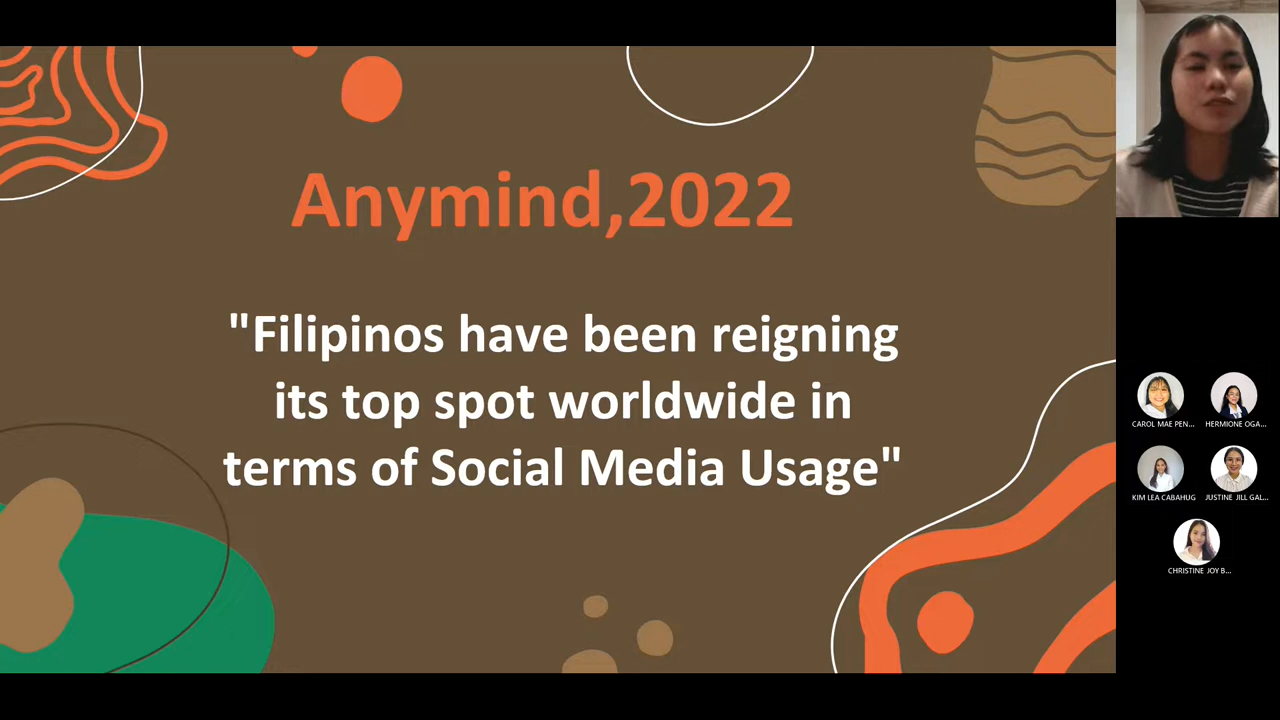 Anymind,2022
"Filipinos have been reigning
its top spot worldwide in
terms of Social Media Usage"
CAROL MAE PEN...
HERMIONE OGA...
KIM LEA CABAHUG
JUSTINE JILL GAL...
CHRISTINE JOY B...